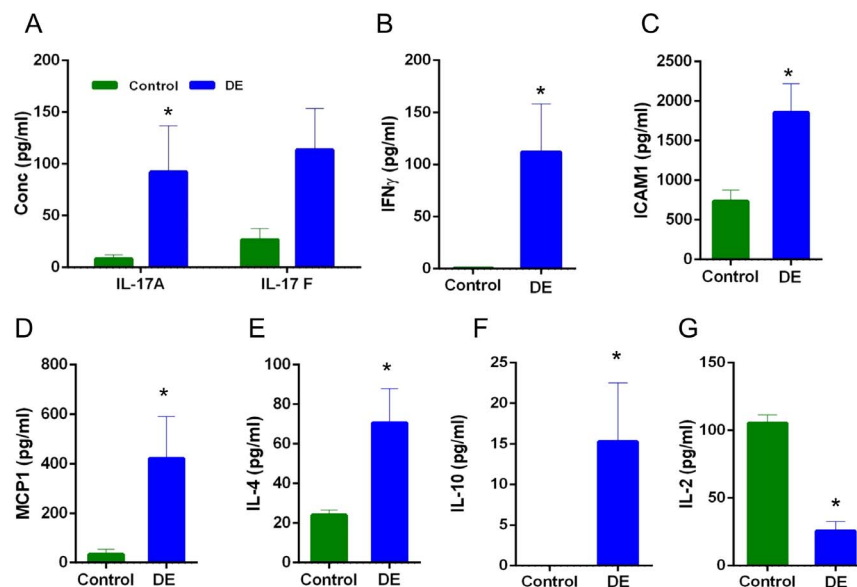 A
Conc (pg/ml)
200
150
100
50
0
Control DE
*
IL-17A IL-17 F
B
IFNγ (pg/ml)
200
150
100
50
0
*
Control DE
C
ICAM1 (pg/ml)
2500
2000
1500
1000
500
0
*
Control DE
D
MCP1 (pg/ml)
800
600
400
200
0
*
Control DE
E
IL-4 (pg/ml)
100
80
60
40
20
0
*
Control DE
F
IL-10 (pg/ml)
25
20
15
10
5
0
*
Control DE
G
IL-2 (pg/ml)
150
100
50
0
*
Control DE